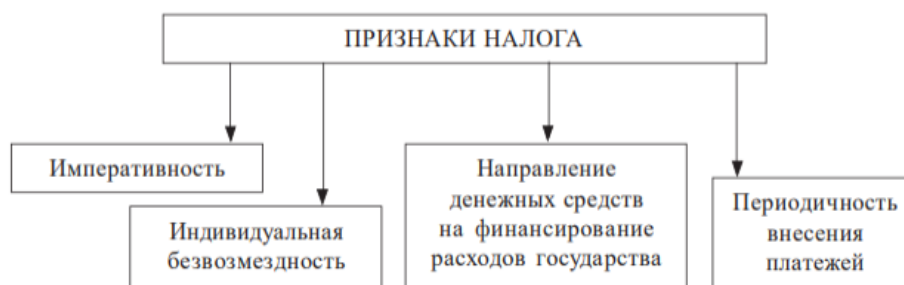 ПРИЗНАКИ НАЛОГА
Императивность
Индивидуальная
безвозмездность
Направление
денежных средств
на финансирование
расходов государства
Периодичность
внесения
платежей